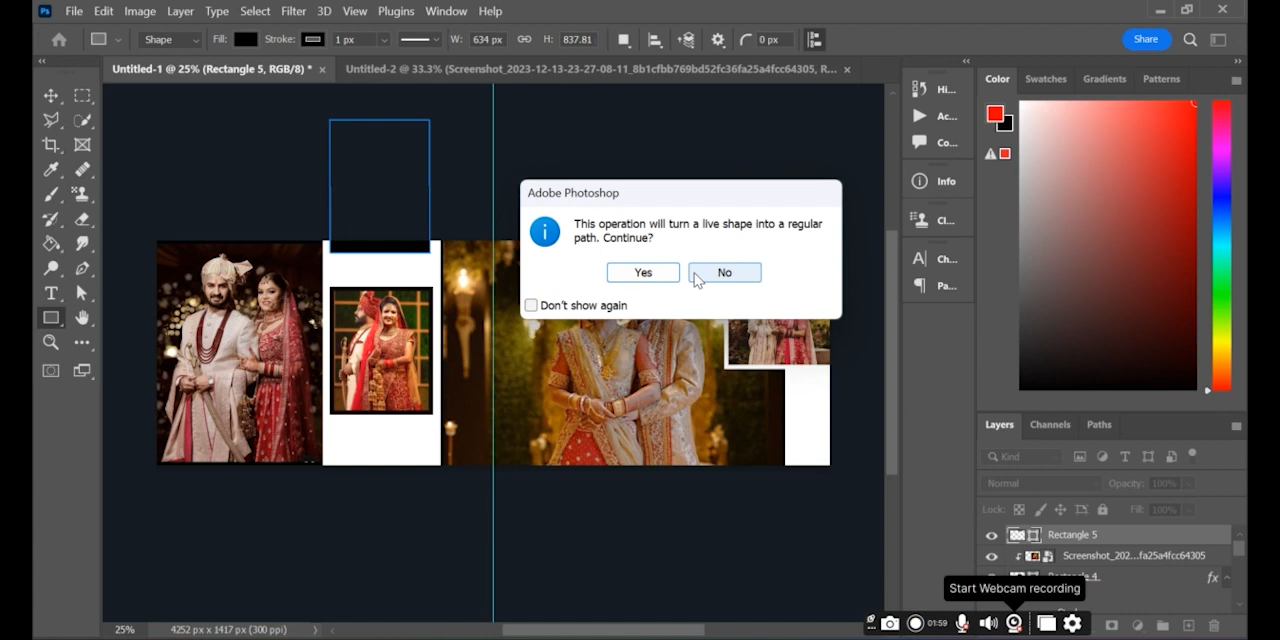 Ps File Edit Image Layer Type Select Filter 3D View Plugins Window Help
Shape Fill: Stroke: 1 px W: 634 px H: 837.81 0 px Share
Untitled-1 @ 25% (Rectangle 5, RGB/8) * × Untitled-2 @ 33.3% (Screenshot_2023-12-13-23-27-08-11_8b1cfbb769bd52fc36fa25a4fcc64305, R... ×
Color Swatches Gradients Patterns
Hi...
Ac...
Co...
Info
Cl...
Ch...
Pa...
Adobe Photoshop
This operation will turn a live shape into a regular
path. Continue?
Yes No
Don't show again
Layers Channels Paths
Kind
Normal Opacity: 100%
Lock: Fill: 100%
Rectangle 5
Screenshot_202...fa25a4fcc64305
Rectangle 4 fx
Start Webcam recording
01:59
25% 4252 px x 1417 px (300 ppi)